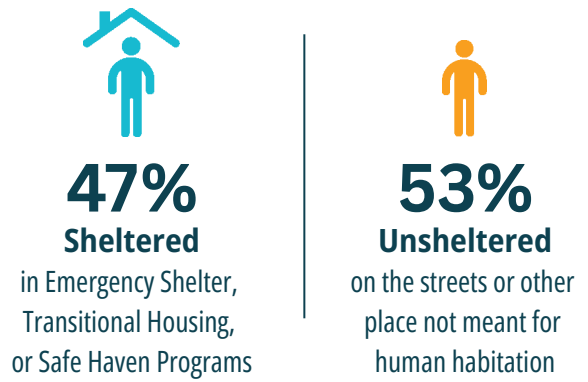 47%
Sheltered
in Emergency Shelter,
Transitional Housing,
or Safe Haven Programs
53%
Unsheltered
on the streets or other
place not meant for
human habitation